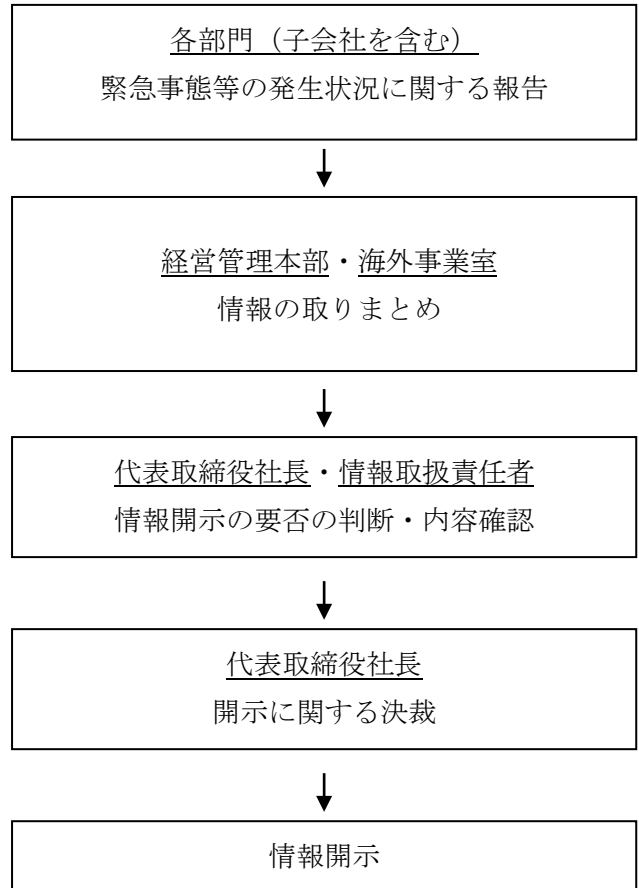 各部門（子会社を含む）
緊急事態等の発生状況に関する報告
経営管理本部・海外事業室
情報の取りまとめ
代表取締役社長・情報取扱責任者
情報開示の要否の判断・内容確認
代表取締役社長
開示に関する決裁
情報開示